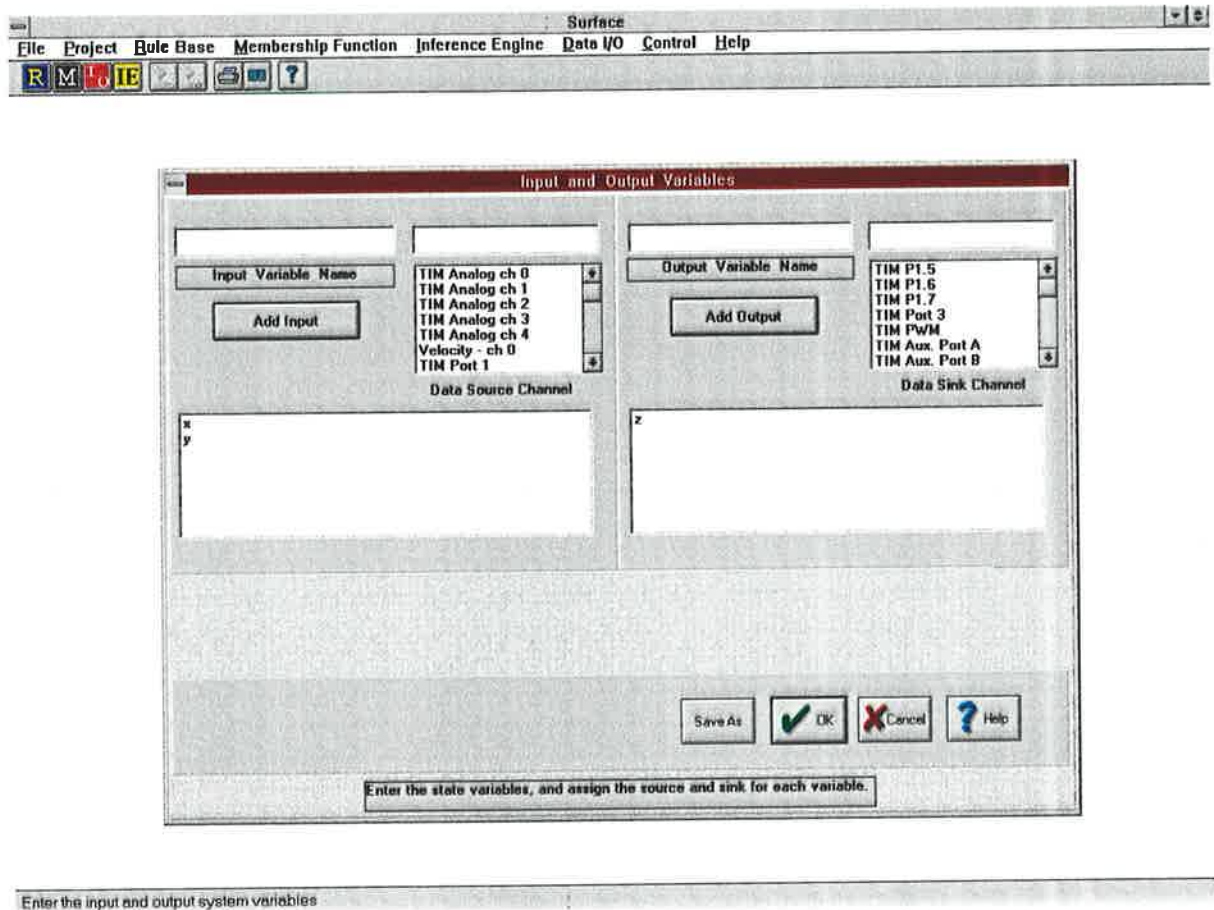 Surface
File Project Rule Base Membership Function Inference Engine Data I/O Control Help
R M I/O IE ?
Input and Output Variables
Input Variable Name
Add Input
TIM Analog ch 0
TIM Analog ch 1
TIM Analog ch 2
TIM Analog ch 3
TIM Analog ch 4
Velocity - ch 0
TIM Port 1
Data Source Channel
x
y
Output Variable Name
Add Output
TIM P1.5
TIM P1.6
TIM P1.7
TIM Port 3
TIM PWM
TIM Aux. Port A
TIM Aux. Port B
Data Sink Channel
z
Save As
OK
Cancel
? Help
Enter the state variables, and assign the source and sink for each variable.
Enter the input and output system variables